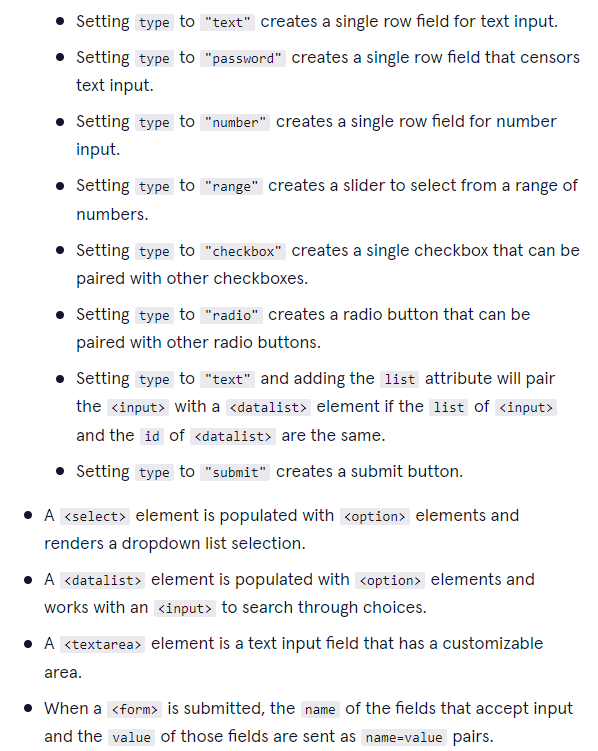 Setting type to "text" creates a single row field for text input.
Setting type to "password" creates a single row field that censors
text input.
Setting type to "number" creates a single row field for number
input.
Setting type to "range" creates a slider to select from a range of
numbers.
Setting type to "checkbox" creates a single checkbox that can be
paired with other checkboxes.
Setting type to "radio" creates a radio button that can be
paired with other radio buttons.
Setting type to "text" and adding the list attribute will pair
the <input> with a <datalist> element if the list of <input>
and the id of <datalist> are the same.
Setting type to "submit" creates a submit button.
A <select> element is populated with <option> elements and
renders a dropdown list selection.
A <datalist> element is populated with <option> elements and
works with an <input> to search through choices.
A <textarea> element is a text input field that has a customizable
area.
When a <form> is submitted, the name of the fields that accept input
and the value of those fields are sent as name=value pairs.